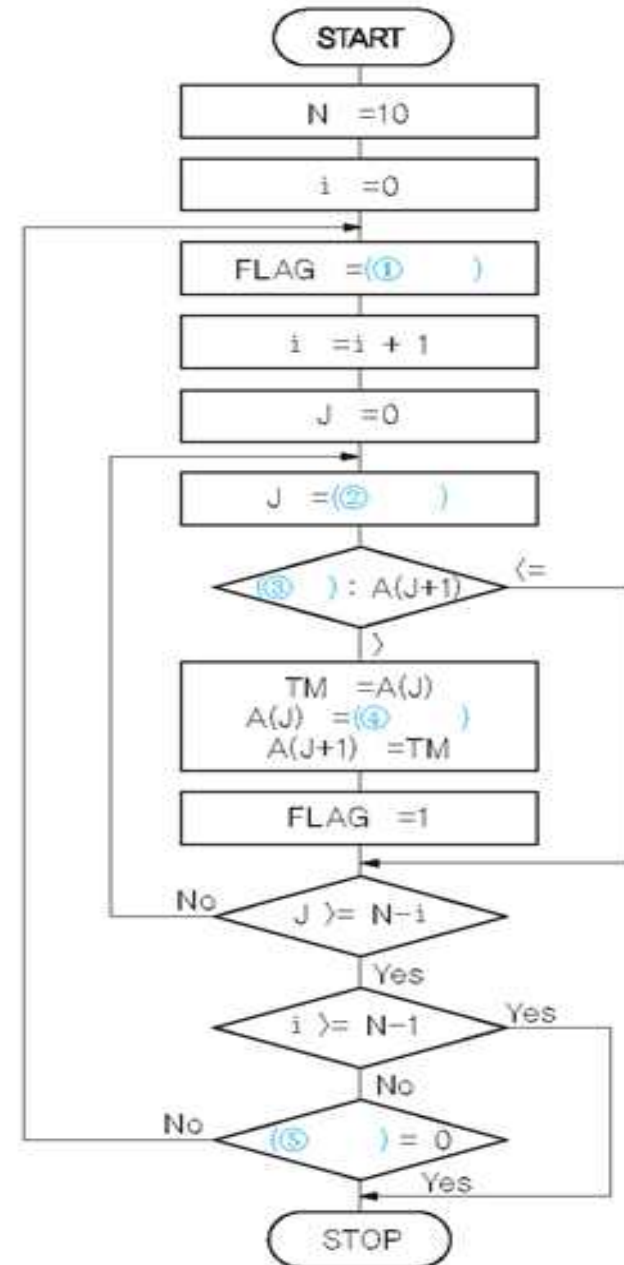 START
N =10
i =0
FLAG =(① )
i =i + 1
J =0
J =(② )
(③ ) : A(J+1)
<=
>
TM =A(J)
A(J) =(④ )
A(J+1) =TM
FLAG =1
J >= N-i
No
Yes
i >= N-1
Yes
No
(⑤ ) = 0
No
Yes
STOP